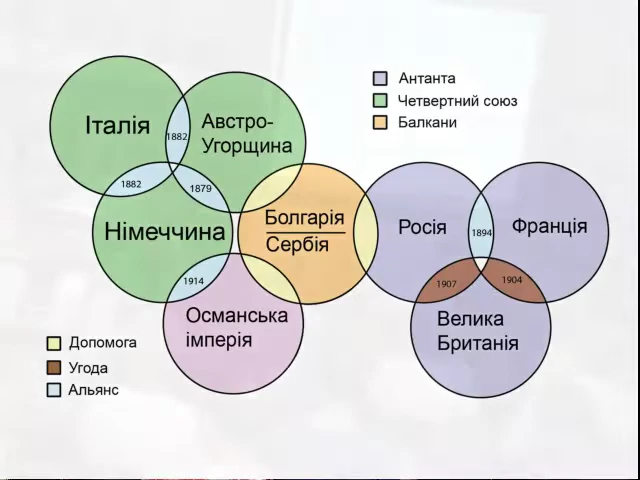 Антанта
Четвертний союз
Балкани
Італія
1882
Австро-
Угорщина
1882
1879
Німеччина
Болгарія
Сербія
Росія
1894
Франція
1914
1907
1904
Османська
імперія
Велика
Британія
Допомога
Угода
Альянс